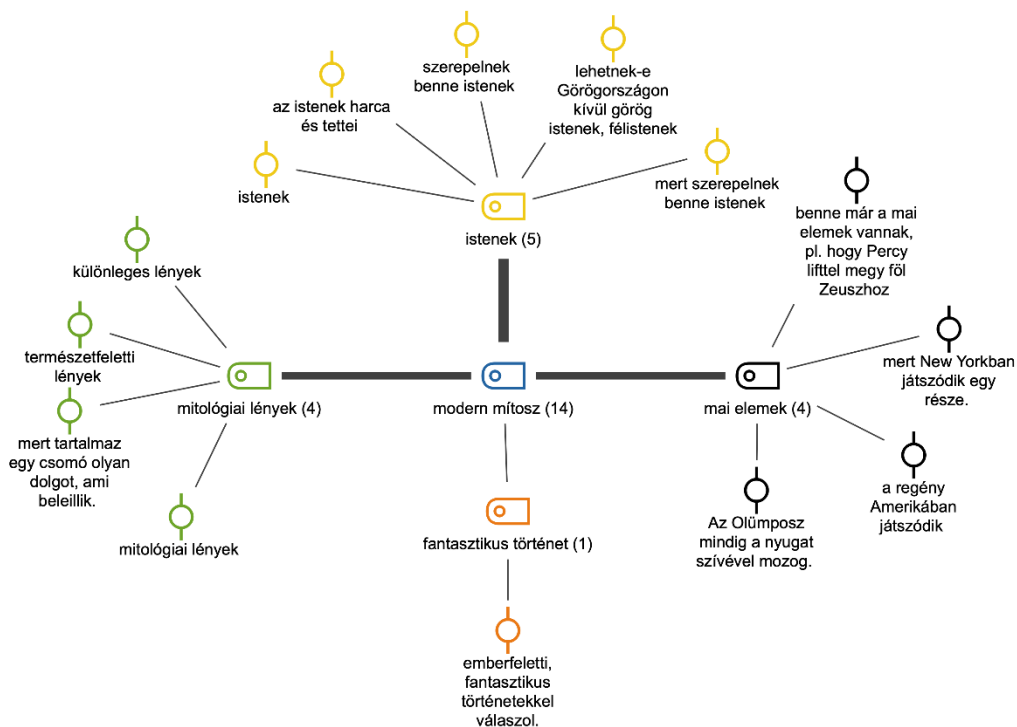 szerepelnek
benne istenek
lehetnek-e
Görögországon
kívül görög
istenek, félistenek
az istenek harca
és tettei
istenek
mert szerepelnek
benne istenek
istenek (5)
benne már a mai
elemek vannak,
pl. hogy Percy
lifttel megy föl
Zeuszhoz
különleges lények
természetfeletti
lények
mert New Yorkban
játszódik egy
része.
mitológiai lények (4)
modern mítosz (14)
mai elemek (4)
mert tartalmaz
egy csomó olyan
dolgot, ami
beleillik.
a regény
Amerikában
játszódik
Az Olümposz
mindig a nyugat
szívével mozog.
mitológiai lények
fantasztikus történet (1)
emberfeletti,
fantasztikus
történetekkel
válaszol.